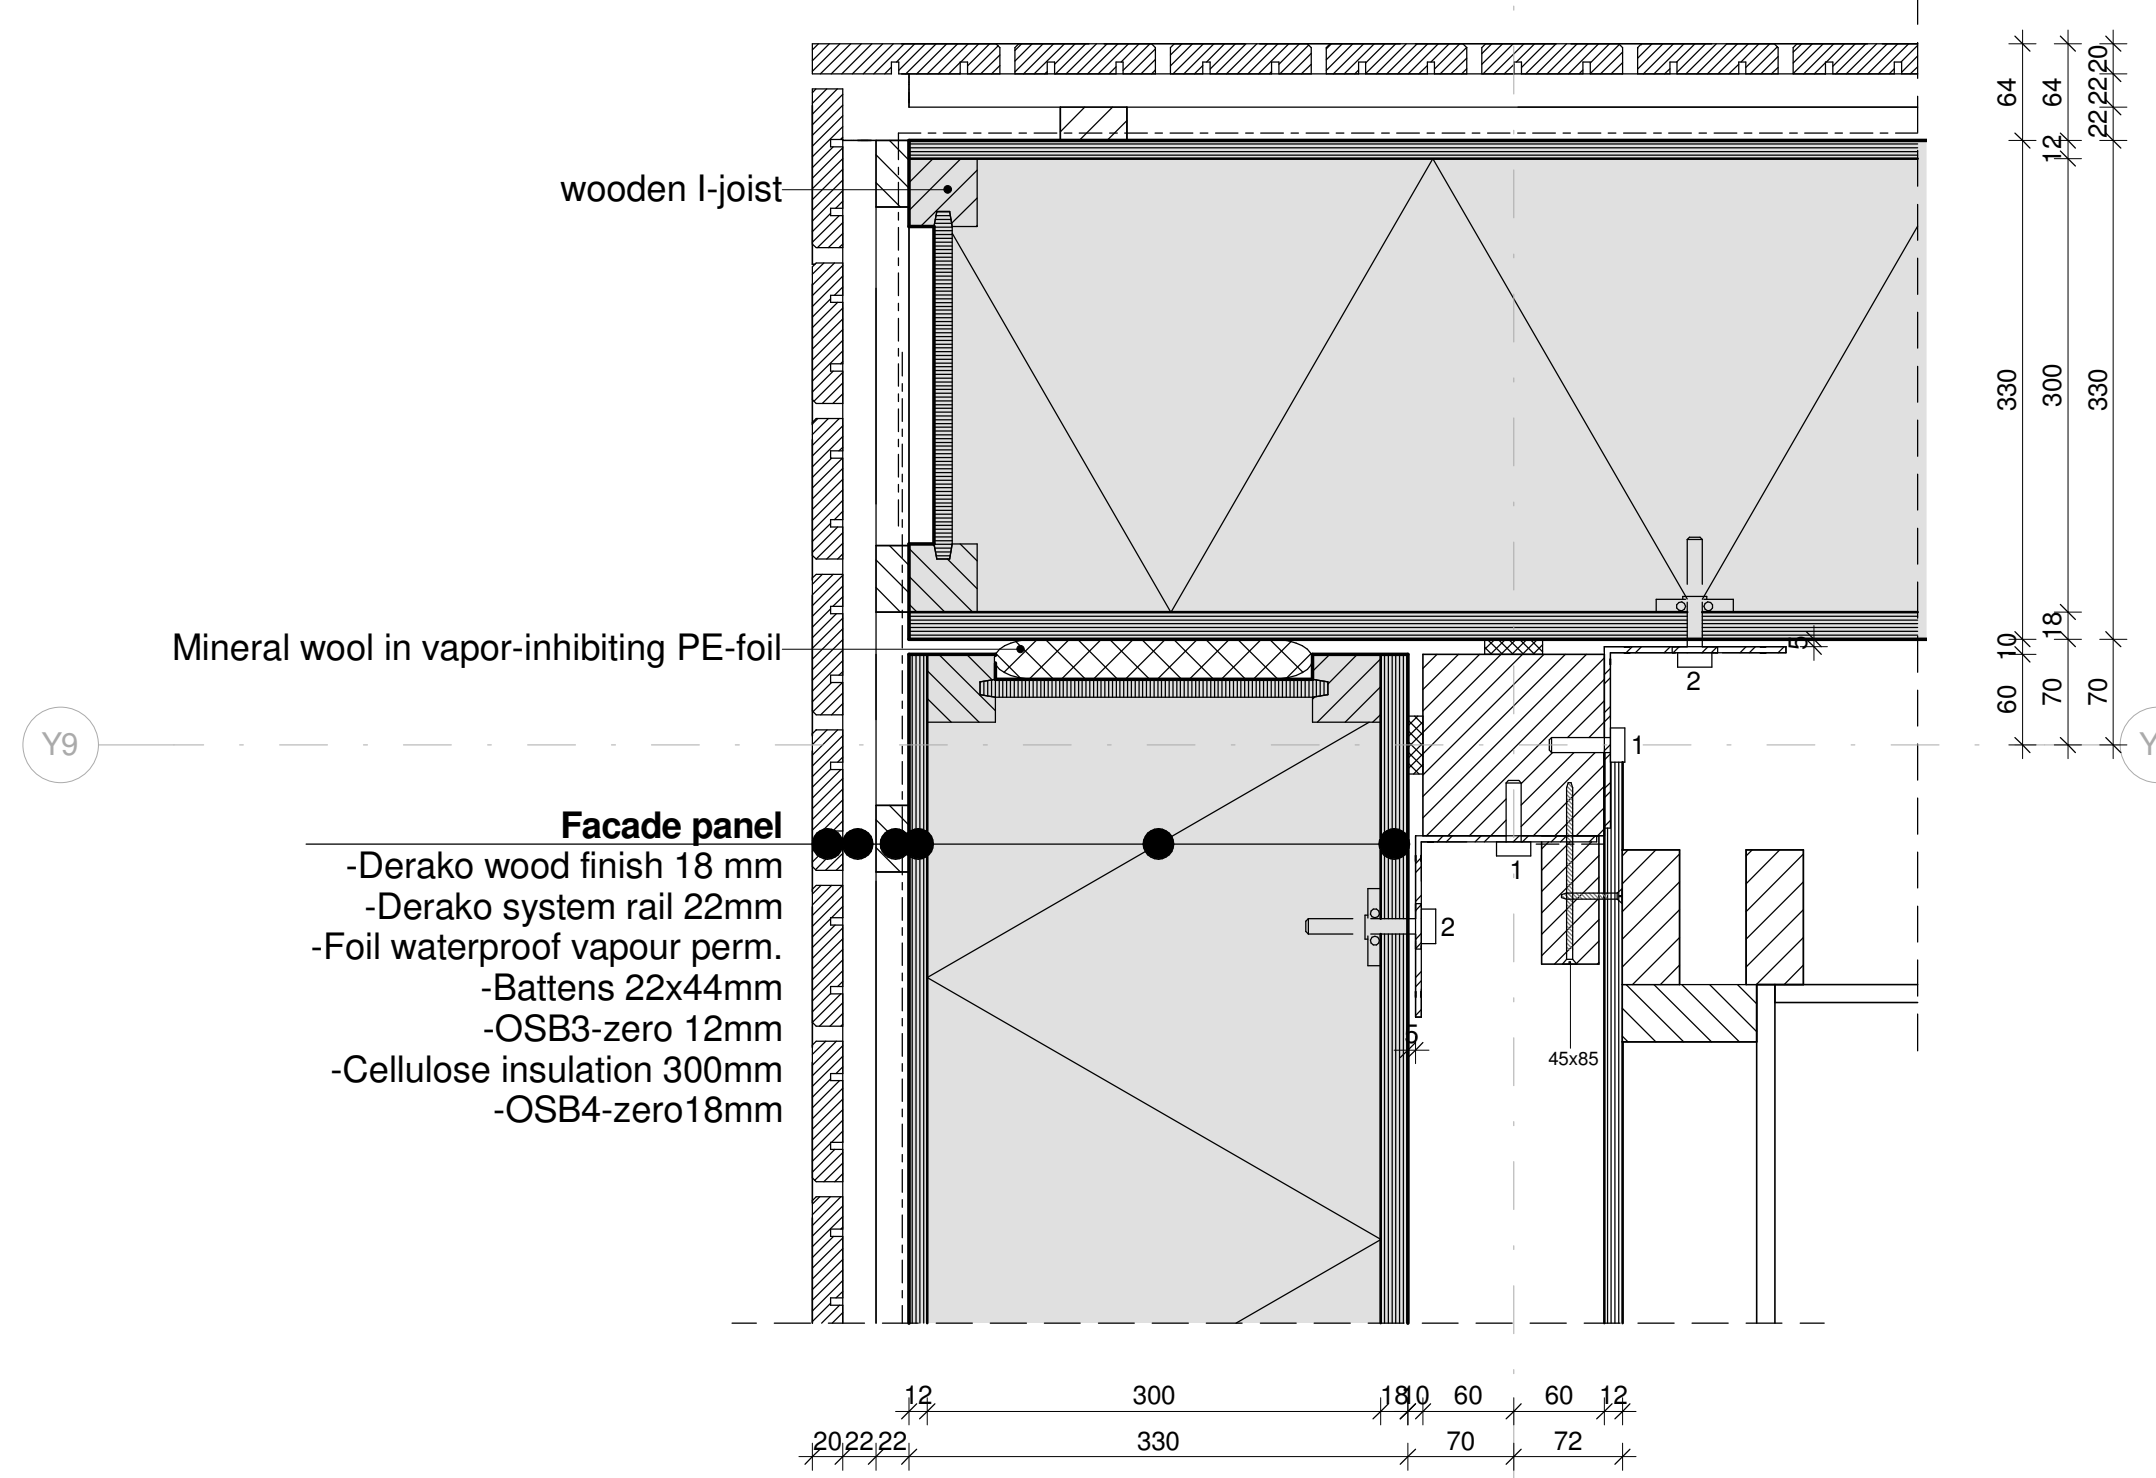 wooden I-joist
Mineral wool in vapor-inhibiting PE-foil
Y9
Y
Facade panel
-Derako wood finish 18 mm
-Derako system rail 22mm
-Foil waterproof vapour perm.
-Battens 22x44mm
-OSB3-zero 12mm
-Cellulose insulation 300mm
-OSB4-zero18mm
2
1
1
2
5
5
45x85
64
330
10
60
64
12
300
18
70
20
22
22
330
70
12 300 18 10 60 60 12
20 22 22 330 70 72